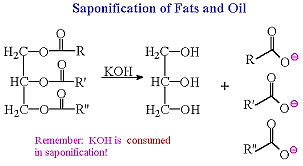 Saponification of Fats and Oil
O O
H₂C–O R H₂C–OH R O⊖
O KOH
HC–O R' HC–OH + R' O⊖
O O
H₂C–O R" H₂C–OH R" O⊖
Remember: KOH is consumed
in saponification!